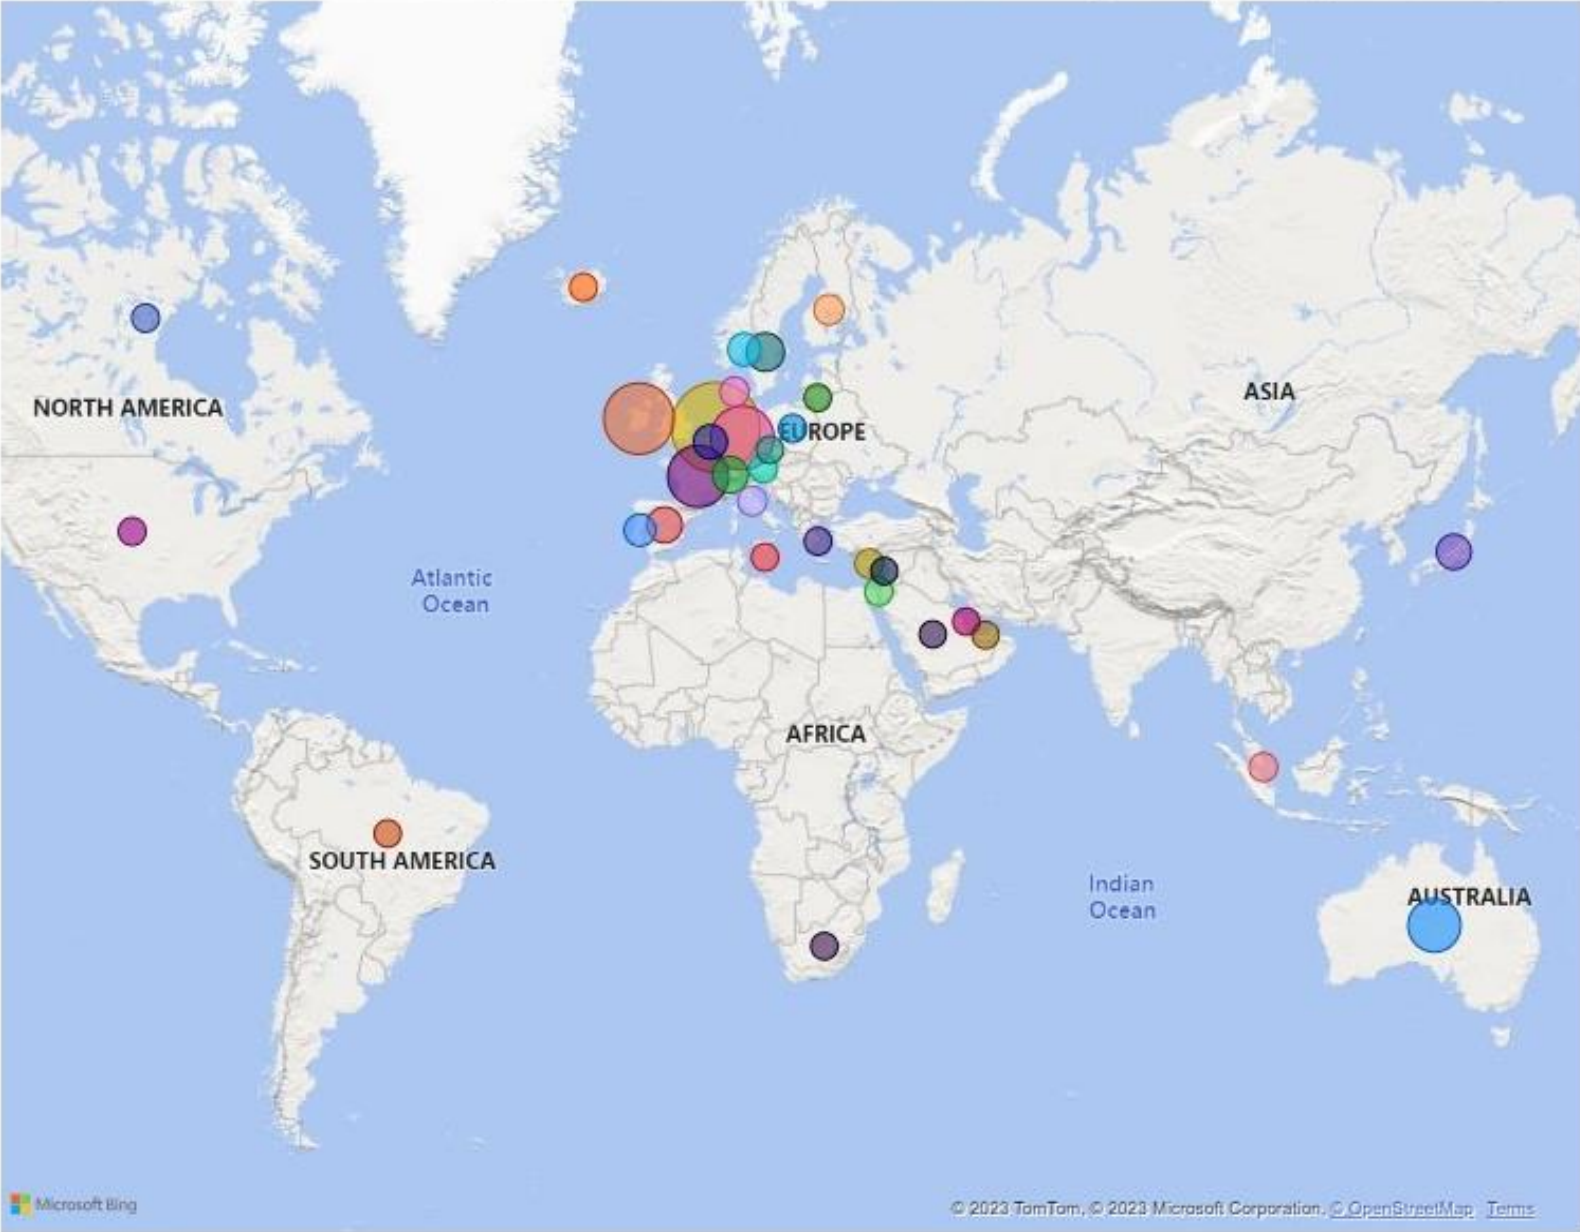 ASIA
NORTH AMERICA
EUROPE
Atlantic
Ocean
AFRICA
SOUTH AMERICA
Indian
Ocean
AUSTRALIA
Microsoft Bing
© 2023 TomTom, © 2023 Microsoft Corporation, © OpenStreetMap Terms